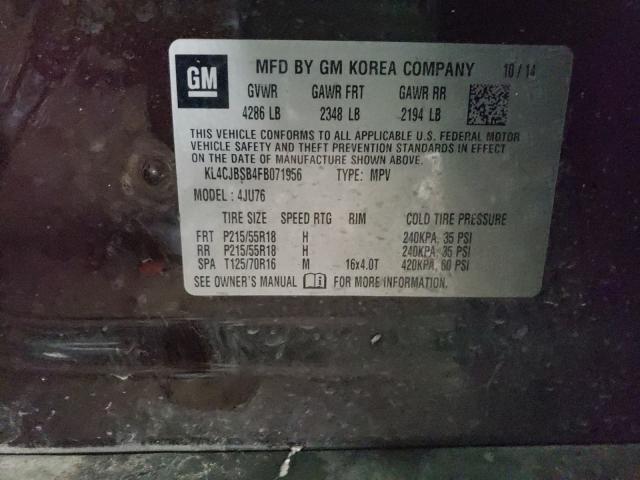 GM
MFD BY GM KOREA COMPANY 10/14
GVWR GAWR FRT GAWR RR
4286 LB 2348 LB 2194 LB
THIS VEHICLE CONFORMS TO ALL APPLICABLE U.S. FEDERAL MOTOR
VEHICLE SAFETY AND THEFT PREVENTION STANDARDS IN EFFECT
ON THE DATE OF MANUFACTURE SHOWN ABOVE.
KL4CJBSB4FB071956 TYPE: MPV
MODEL : 4JU76
TIRE SIZE SPEED RTG RIM COLD TIRE PRESSURE
FRT P215/55R18 H 240KPA, 35 PSI
RR P215/55R18 H 240KPA, 35 PSI
SPA T125/70R16 M 16x4.0T 420KPA, 60 PSI
SEE OWNER'S MANUAL FOR MORE INFORMATION.